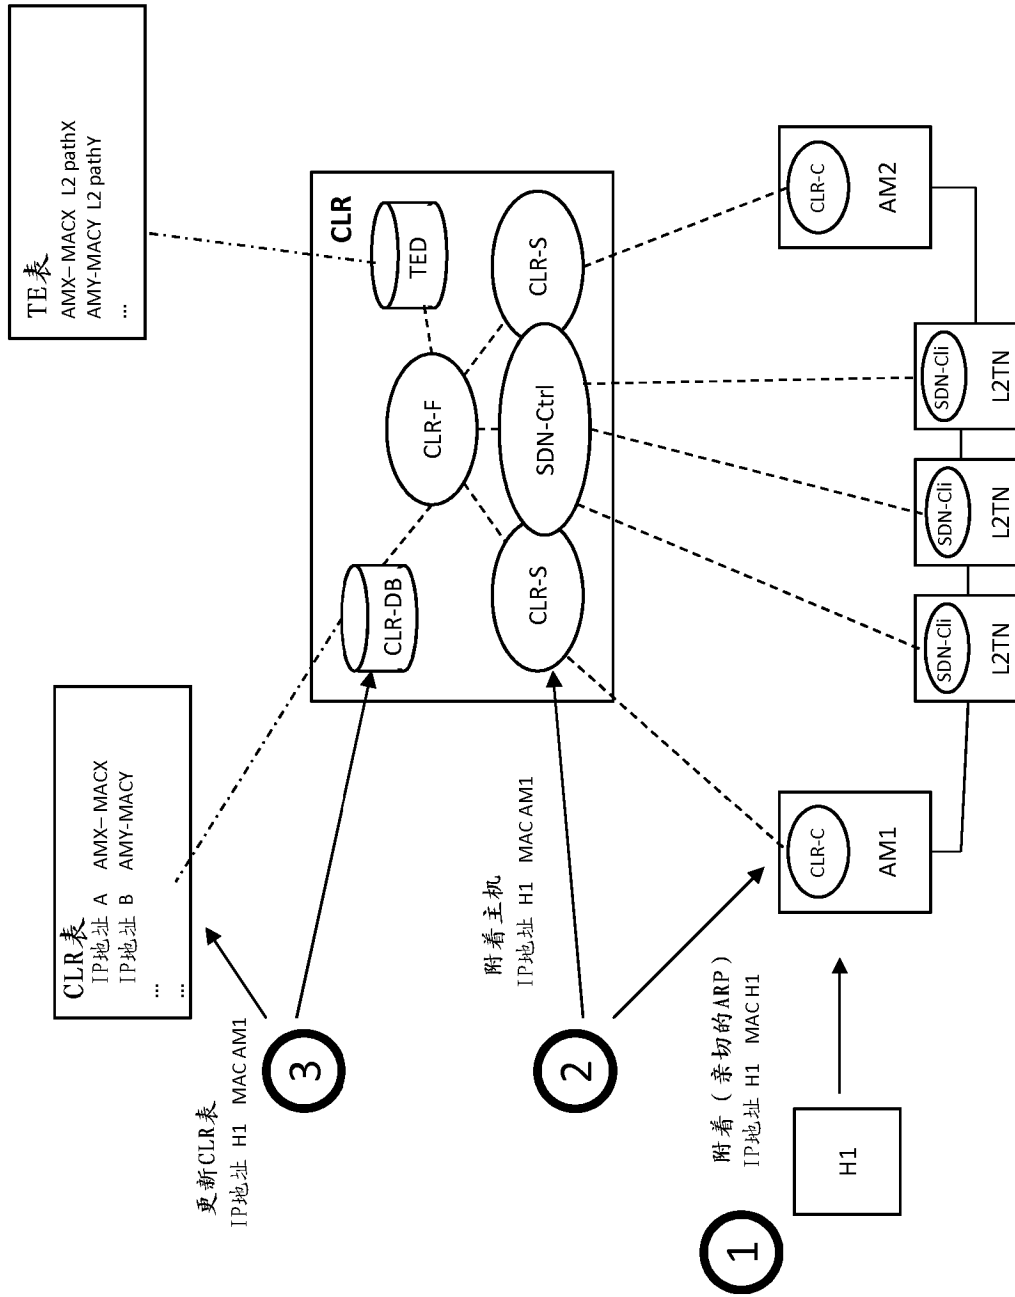 TE表
AMX–MACX L2 pathX
AMY-MACY L2 pathY
...
CLR表
IP地址 A AMX–MACX
IP地址 B AMY-MACY
...
...
CLR
TED
CLR-F
CLR-DB
CLR-S
SDN-Ctrl
CLR-S
CLR-C
AM2
SDN-Cli
L2TN
SDN-Cli
L2TN
SDN-Cli
L2TN
CLR-C
AM1
3
更新CLR表
IP地址 H1 MAC AM1
2
附着主机
IP地址 H1 MAC AM1
1
附着（亲切的ARP）
IP地址 H1 MAC H1
H1